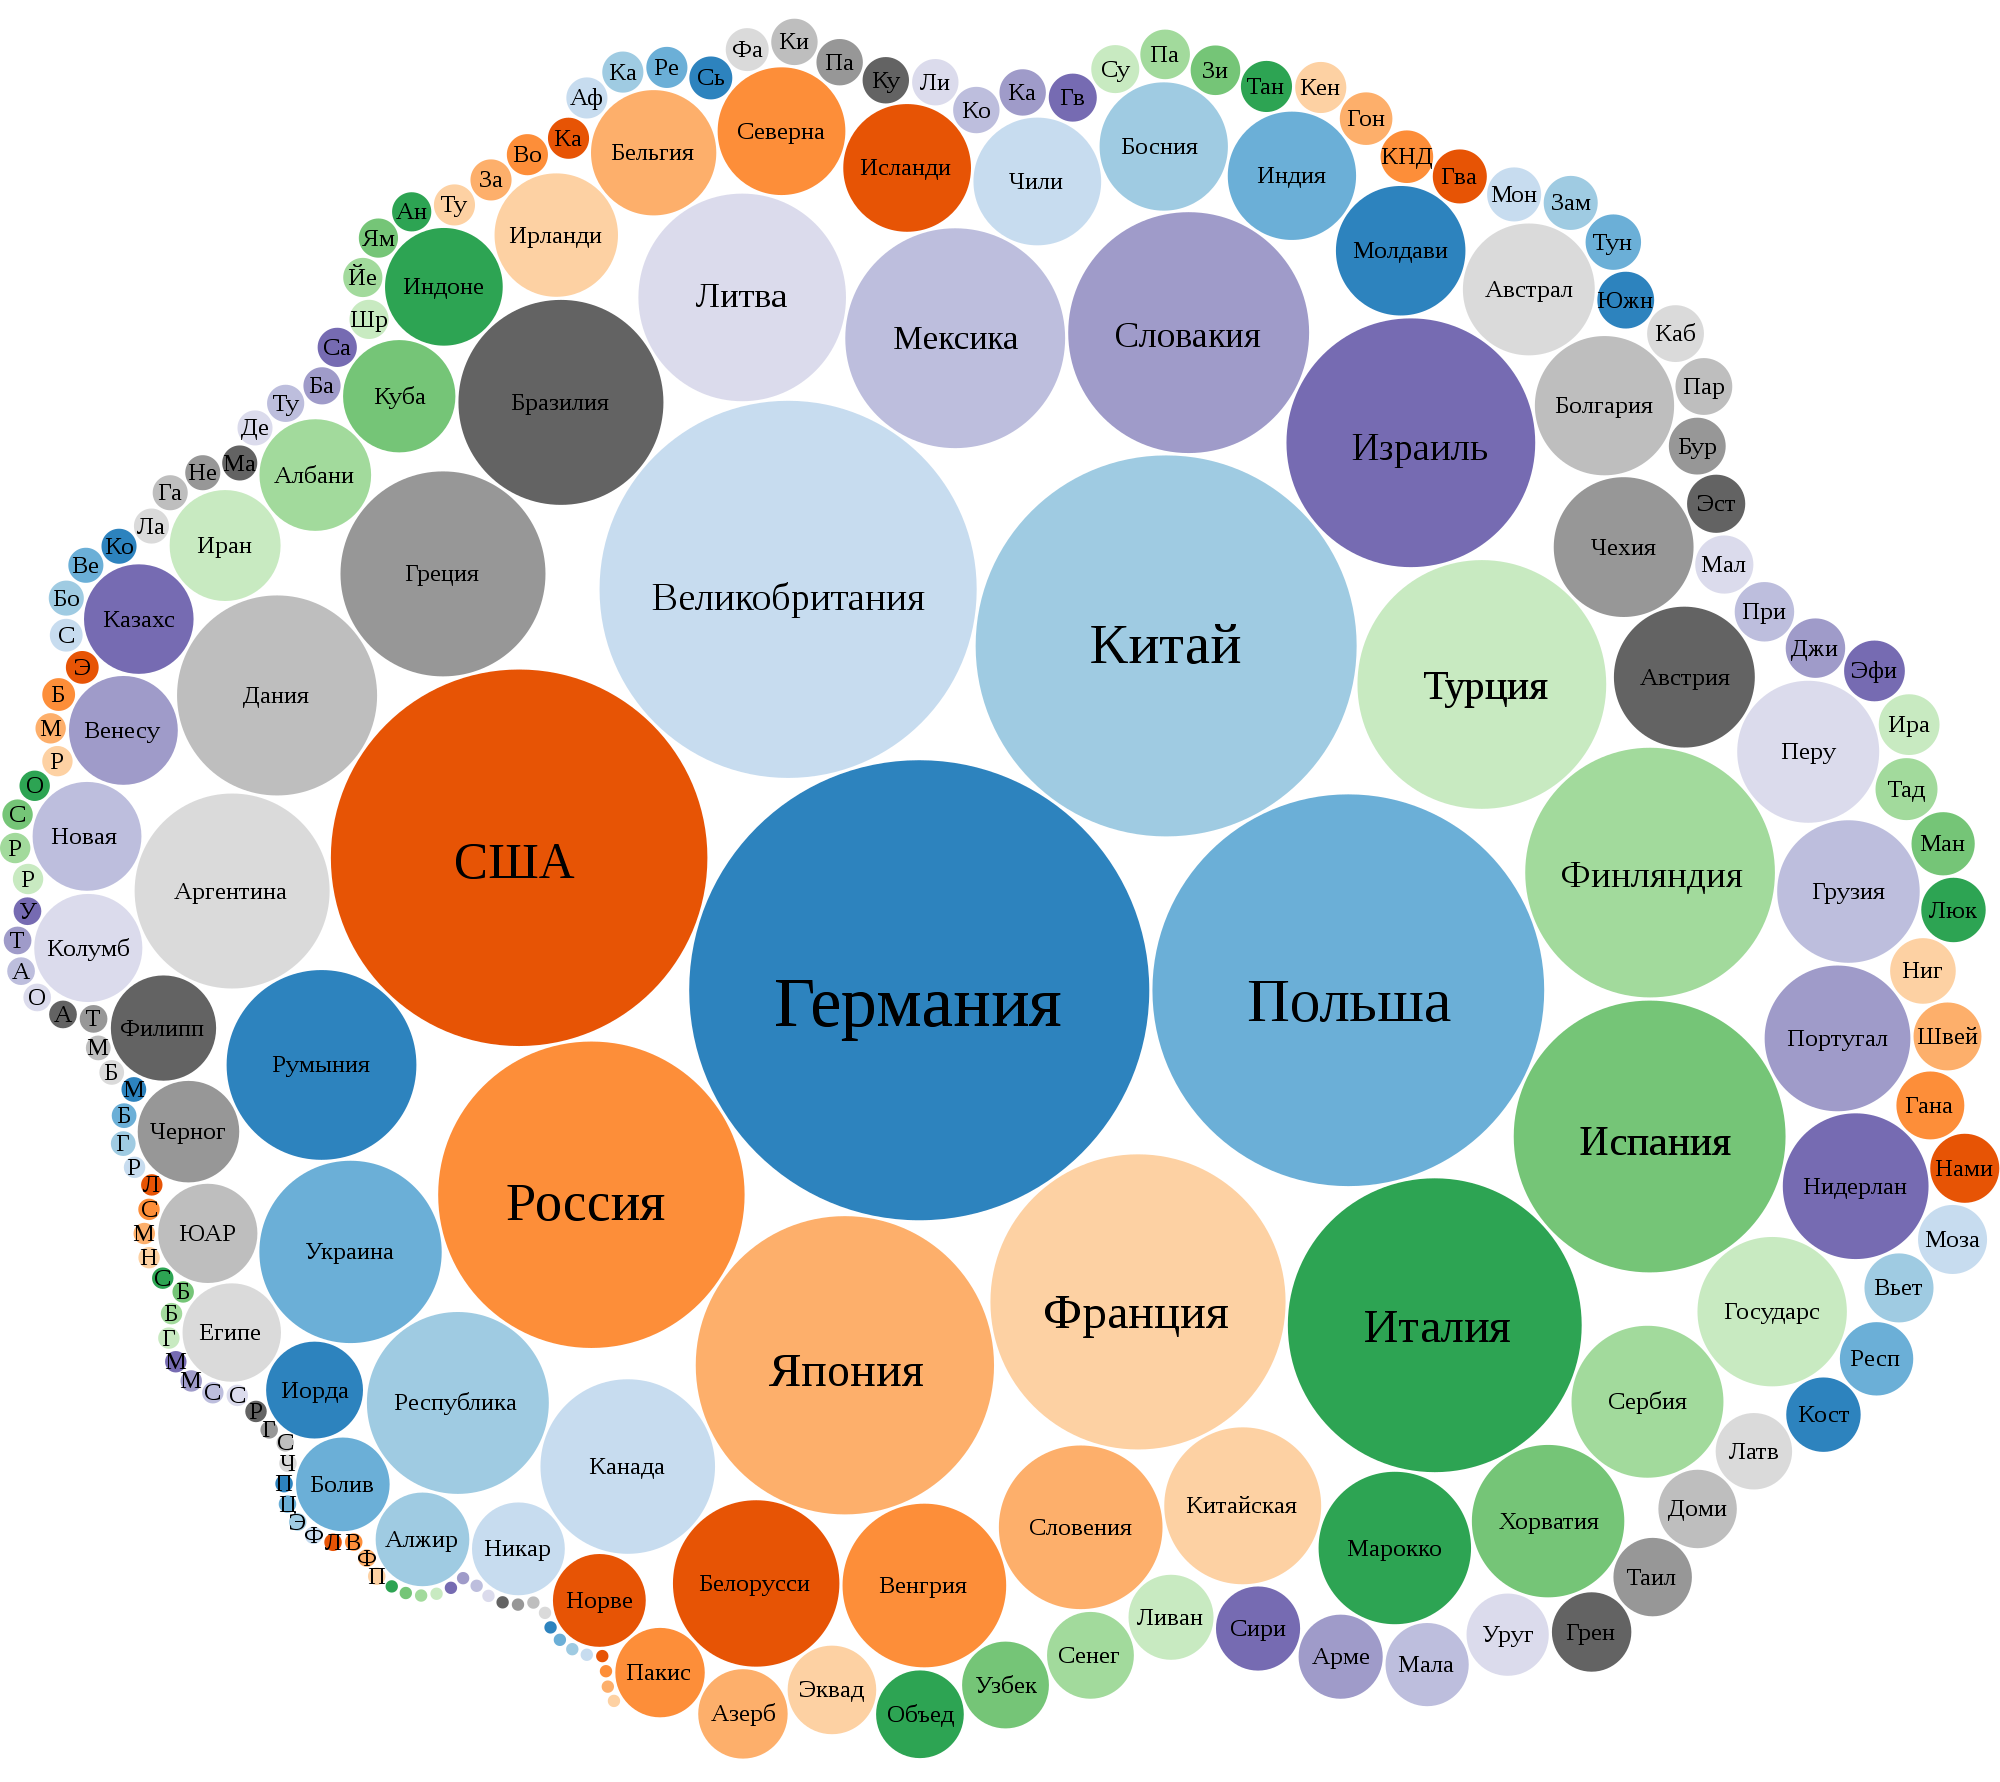 Фа
Ки
Па
Ку
Ли
Ко
Ка
Гв
Су
Па
Зи
Тан
Кен
Гон
КНД
Гва
Мон
Зам
Тун
Южн
Каб
Пар
Бур
Эст
Мал
При
Джи
Эфи
Ира
Тад
Ман
Люк
Ниг
Швей
Гана
Нами
Моза
Вьет
Респ
Кост
Латв
Доми
Таил
Грен
Уруг
Мала
Арме
Сири
Ливан
Сенег
Узбек
Объед
Эквад
Азерб
Пакис
Норве
Никар
Алжир
Болив
Иорда
Египе
ЮАР
Черног
Филипп
Колумб
Новая
Венесу
Казахс
Иран
Албани
Куба
Индоне
Ирланди
Бельгия
Северна
Исланди
Чили
Босния
Индия
Молдави
Австрал
Болгария
Чехия
Австрия
Перу
Грузия
Португал
Нидерлан
Государс
Сербия
Хорватия
Марокко
Китайская
Словения
Венгрия
Белорусси
Канада
Республика
Украина
Румыния
Аргентина
Дания
Греция
Бразилия
Литва
Мексика
Словакия
Израиль
Турция
Финляндия
Испания
Италия
Франция
Япония
Россия
США
Великобритания
Китай
Польша
Германия
Сь
Ре
Ка
Аф
Ка
Во
За
Ту
Ан
Ям
Йе
Шр
Са
Ба
Ту
Де
Ма
Не
Га
Ла
Ко
Ве
Бо
С
Э
Б
М
Р
О
С
Р
Р
У
Т
А
О
А
Т
М
Б
М
Б
Г
Р
Л
С
М
Н
С
Б
Б
Г
М
М
С
С
Р
Г
С
Ч
П
Ц
Э
Ф
Л
В
Ф
П